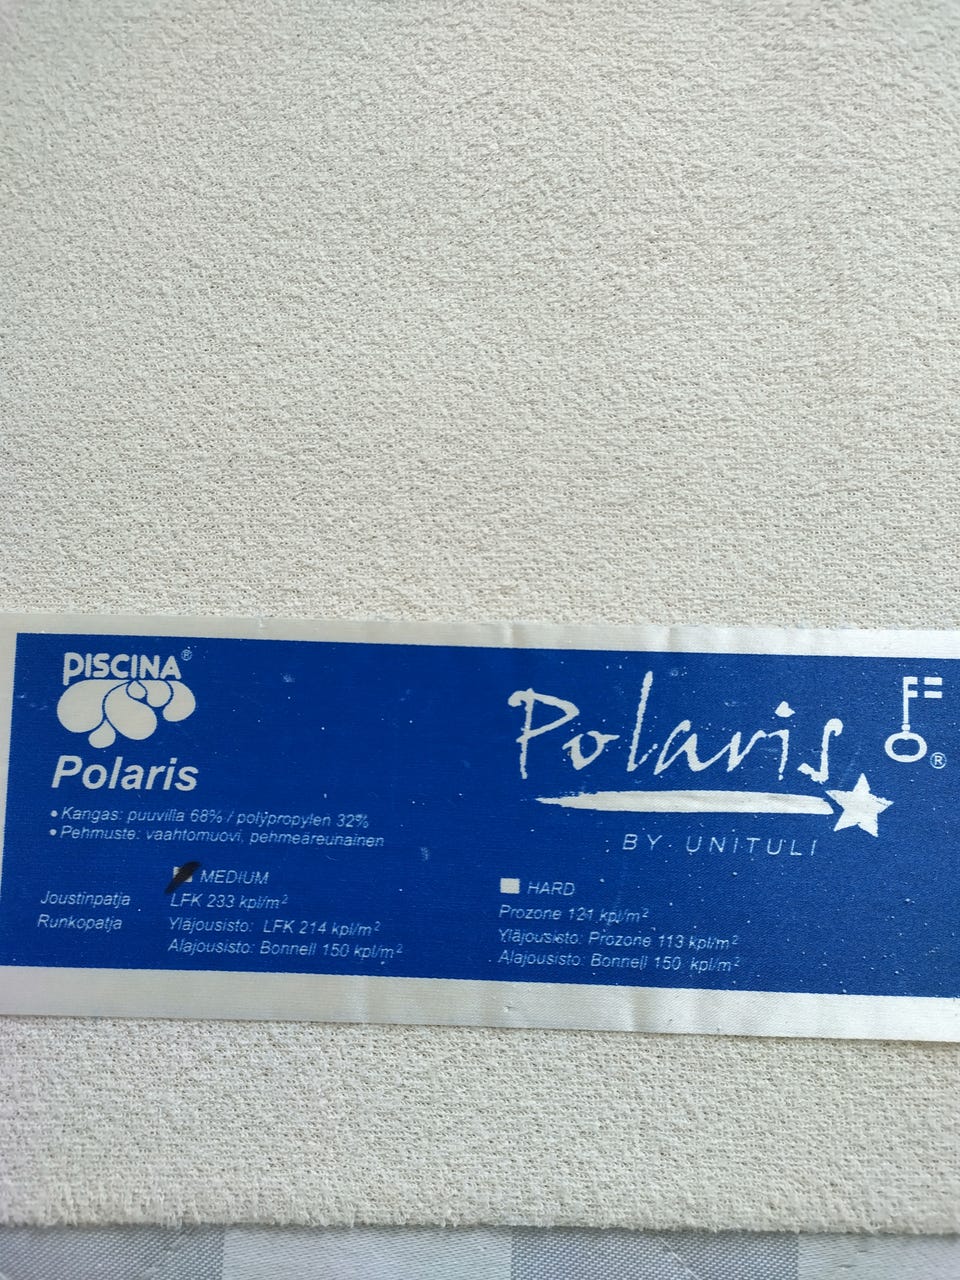 PISCINA®
Polaris
• Kangas: puuvilla 68% / polypropylen 32%
• Pehmuste: vaahtomuovi, pehmeäreunainen
MEDIUM
Joustinpatja LFK 233 kpl/m²
Runkopatja Yläjousisto: LFK 214 kpl/m²
Alajousisto: Bonnell 150 kpl/m²
Polaris
®
BY UNITULI
HARD
Prozone 121 kpl/m²
Yläjousisto: Prozone 113 kpl/m²
Alajousisto: Bonnell 150 kpl/m²